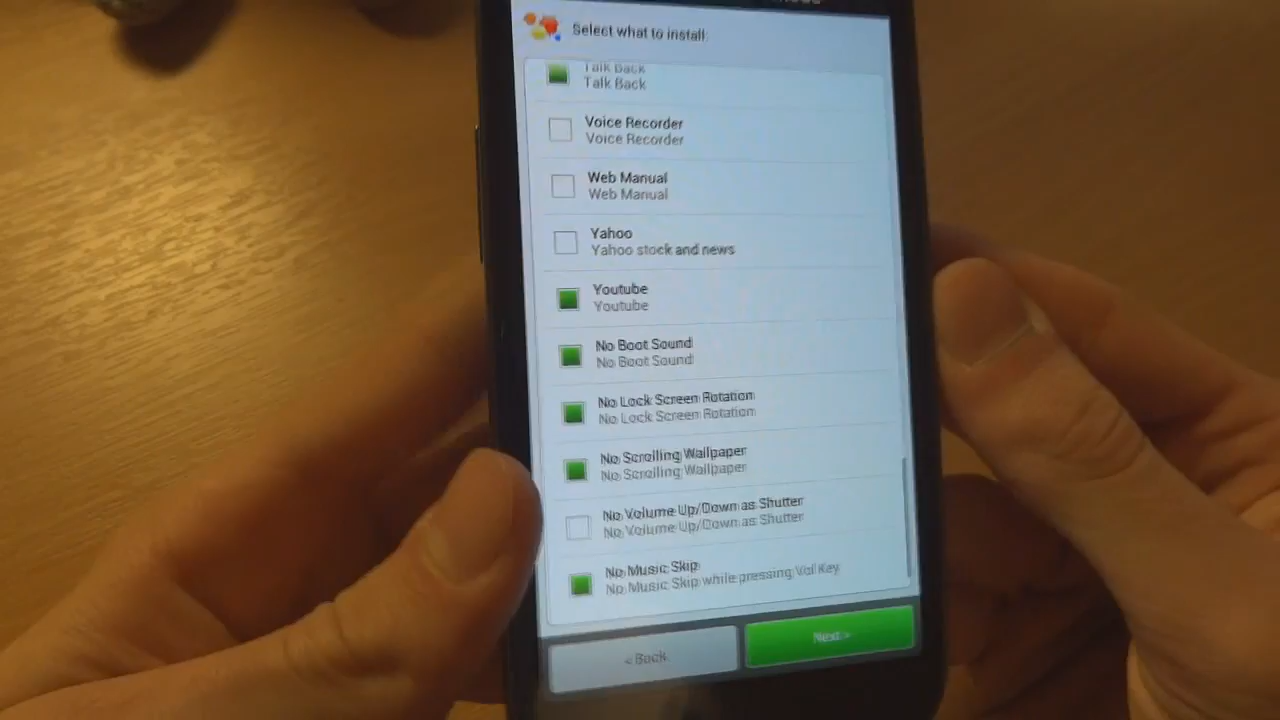 Select what to install:
Talk Back
Talk Back
Voice Recorder
Voice Recorder
Web Manual
Web Manual
Yahoo
Yahoo stock and news
Youtube
Youtube
No Boot Sound
No Boot Sound
No Lock Screen Rotation
No Lock Screen Rotation
No Scrolling Wallpaper
No Scrolling Wallpaper
No Volume Up/Down as Shutter
No Volume Up/Down as Shutter
No Music Skip
No Music Skip while pressing Vol Key
< Back
Next >